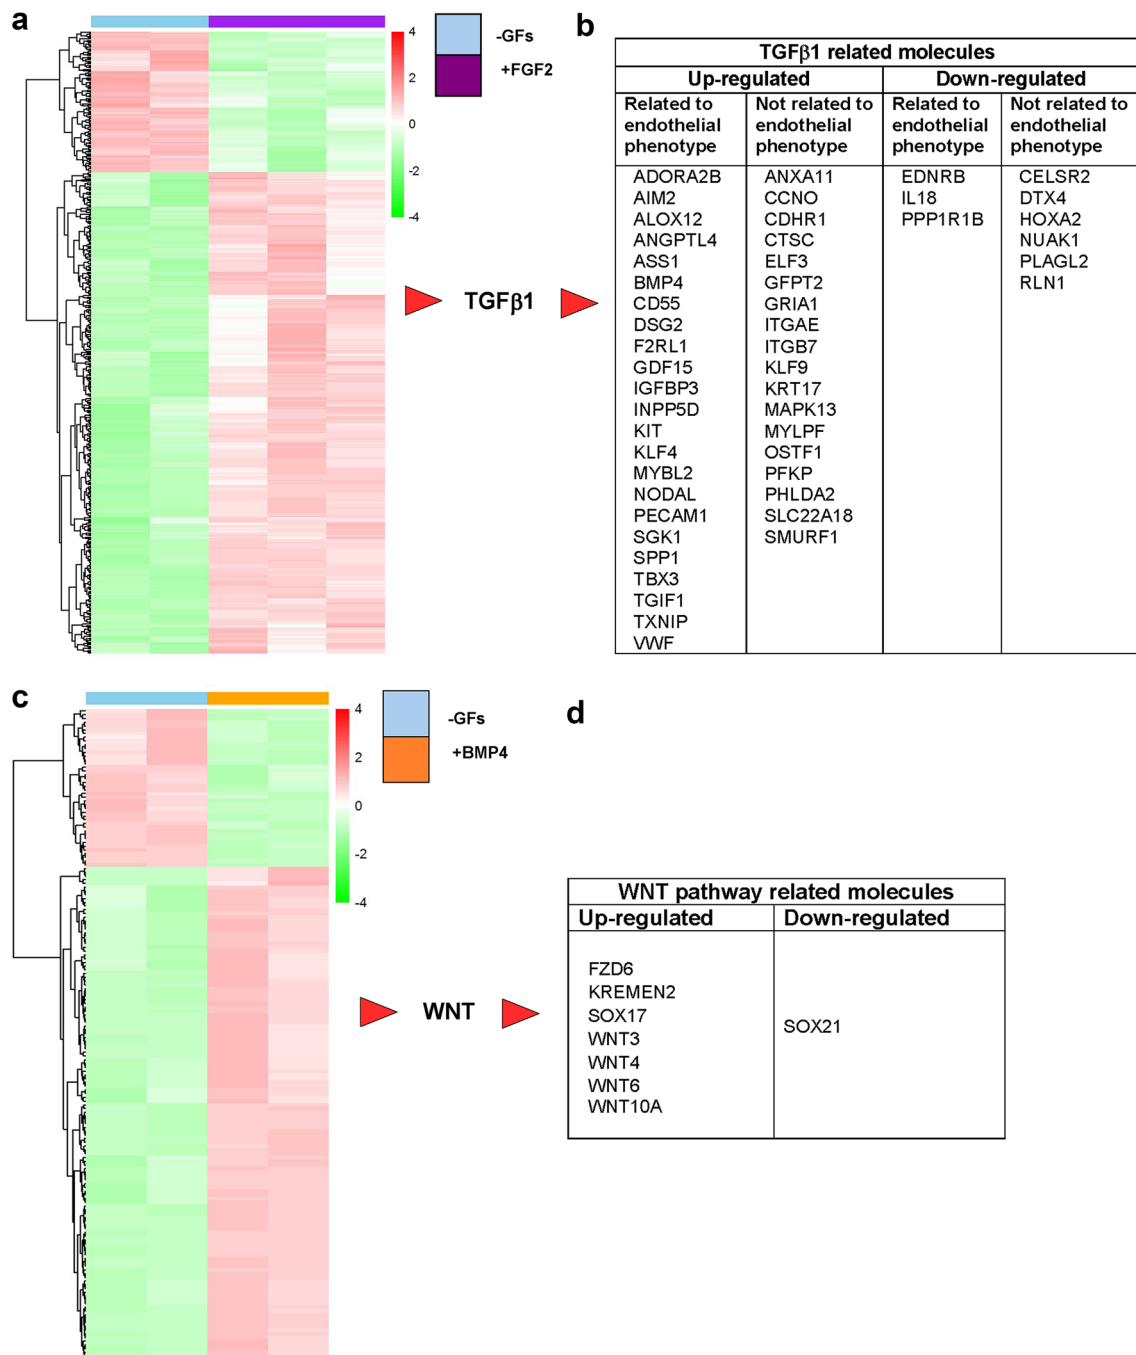 a
4
2
0
-2
-4
-GFs
+FGF2
TGFβ1
b
TGFβ1 related molecules
Up-regulated
Down-regulated
Related to endothelial phenotype
Not related to endothelial phenotype
Related to endothelial phenotype
Not related to endothelial phenotype
ADORA2B
AIM2
ALOX12
ANGPTL4
ASS1
BMP4
CD55
DSG2
F2RL1
GDF15
IGFBP3
INPP5D
KIT
KLF4
MYBL2
NODAL
PECAM1
SGK1
SPP1
TBX3
TGIF1
TXNIP
VWF
ANXA11
CCNO
CDHR1
CTSC
ELF3
GFPT2
GRIA1
ITGAE
ITGB7
KLF9
KRT17
MAPK13
MYLPF
OSTF1
PFKP
PHLDA2
SLC22A18
SMURF1
EDNRB
IL18
PPP1R1B
CELSR2
DTX4
HOXA2
NUAK1
PLAGL2
RLN1
c
4
2
0
-2
-4
-GFs
+BMP4
WNT
d
WNT pathway related molecules
Up-regulated
Down-regulated
FZD6
KREMEN2
SOX17
WNT3
WNT4
WNT6
WNT10A
SOX21